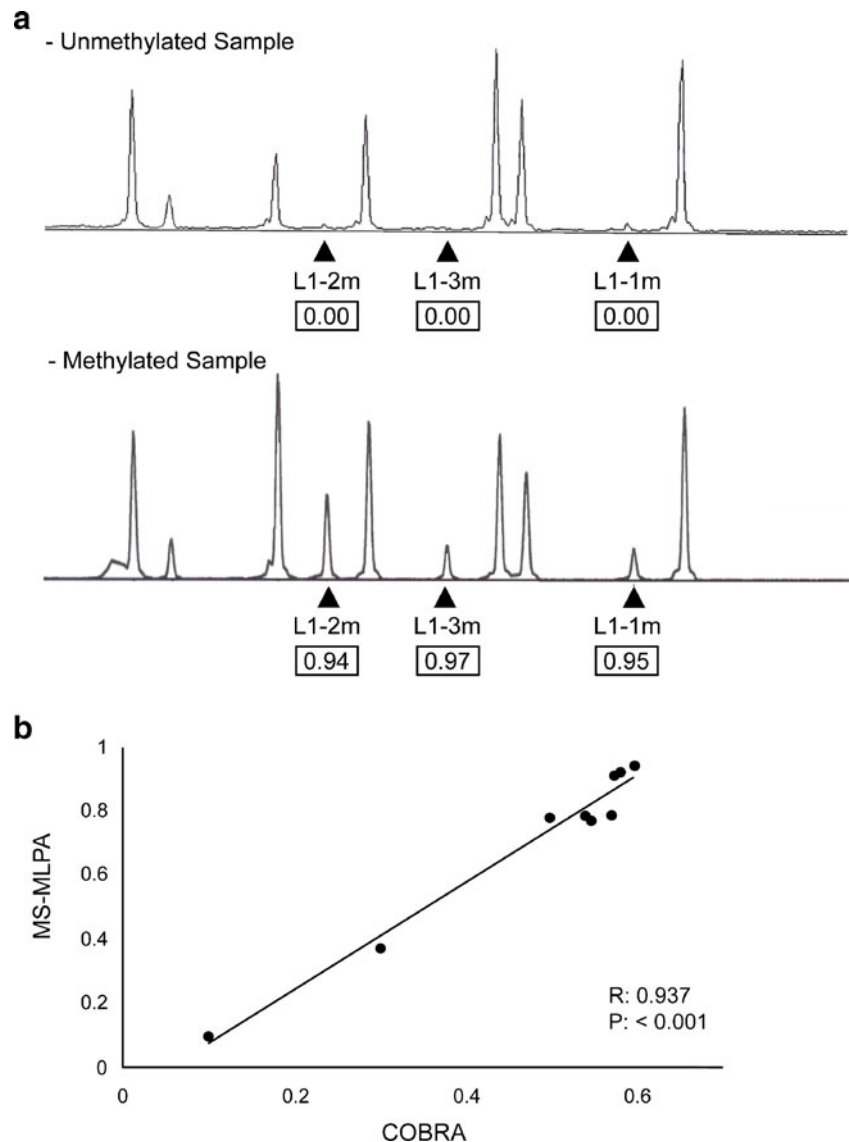 a
- Unmethylated Sample
L1-2m L1-3m L1-1m
0.00 0.00 0.00
- Methylated Sample
L1-2m L1-3m L1-1m
0.94 0.97 0.95
b
1
0.8
0.6
0.4
0.2
0
MS-MLPA
R: 0.937
P: < 0.001
0 0.2 0.4 0.6
COBRA